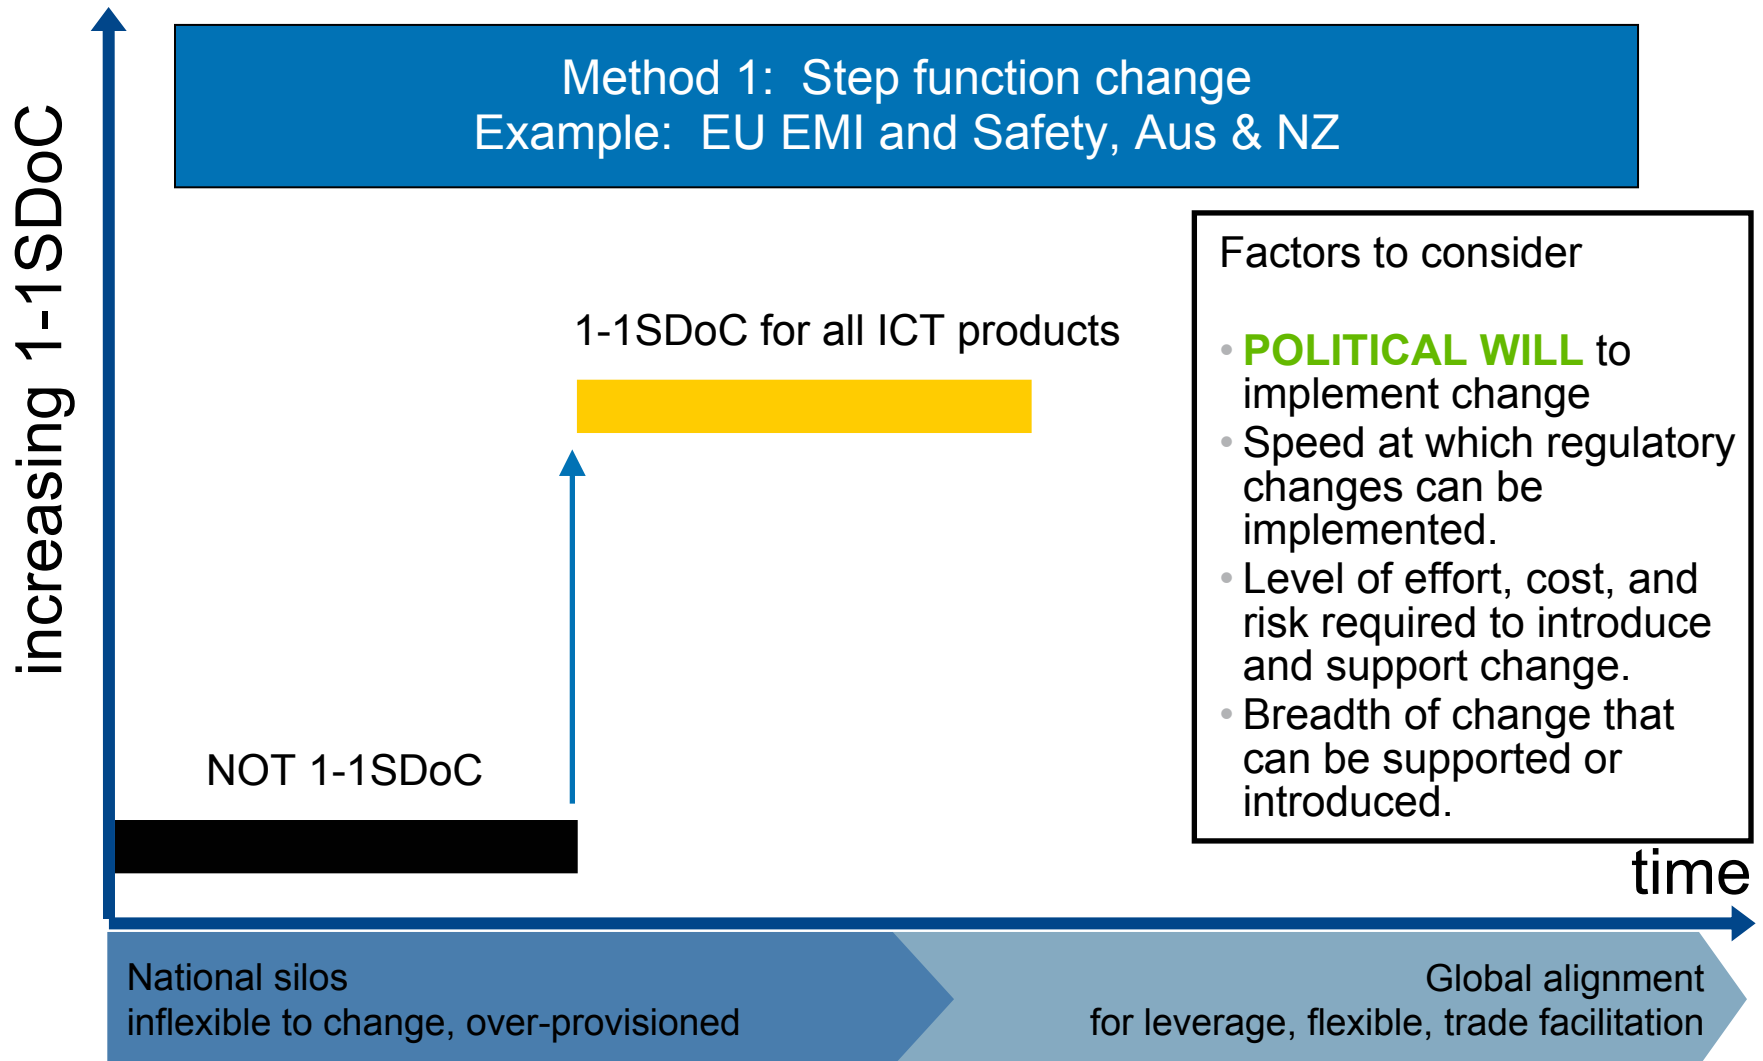 Method 1: Step function change
Example: EU EMI and Safety, Aus & NZ
increasing 1-1SDoC
1-1SDoC for all ICT products
NOT 1-1SDoC
Factors to consider
• POLITICAL WILL to
implement change
• Speed at which regulatory
changes can be
implemented.
• Level of effort, cost, and
risk required to introduce
and support change.
• Breadth of change that
can be supported or
introduced.
time
National silos
inflexible to change, over-provisioned
Global alignment
for leverage, flexible, trade facilitation